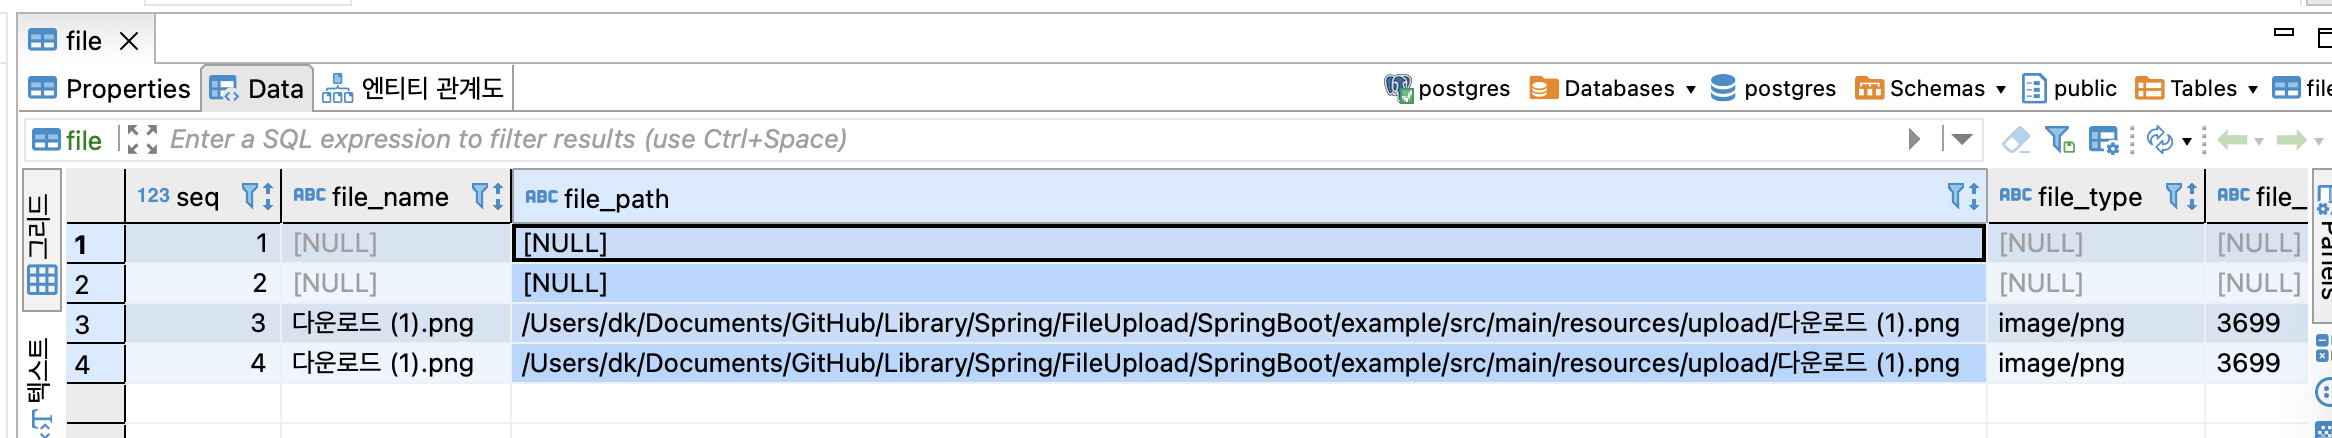 file
Properties Data 엔티티 관계도 postgres Databases postgres Schemas public Tables file
file Enter a SQL expression to filter results (use Ctrl+Space)
그리드
텍스트
Panels
123 seq ABC file_name ABC file_path ABC file_type ABC file_
1 1 [NULL] [NULL] [NULL] [NULL]
2 2 [NULL] [NULL] [NULL] [NULL]
3 3 다운로드 (1).png /Users/dk/Documents/GitHub/Library/Spring/FileUpload/SpringBoot/example/src/main/resources/upload/다운로드 (1).png image/png 3699
4 4 다운로드 (1).png /Users/dk/Documents/GitHub/Library/Spring/FileUpload/SpringBoot/example/src/main/resources/upload/다운로드 (1).png image/png 3699